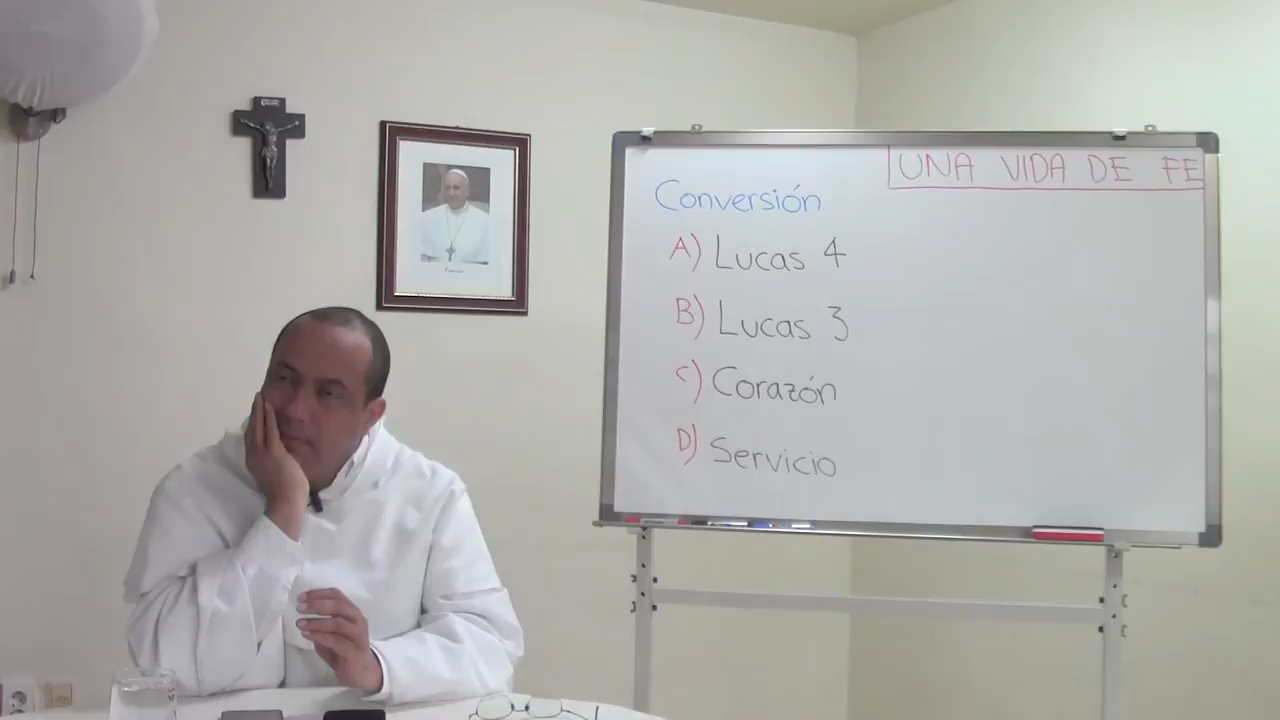 UNA VIDA DE FE
Conversión
A) Lucas 4
B) Lucas 3
C) Corazón
D) Servicio